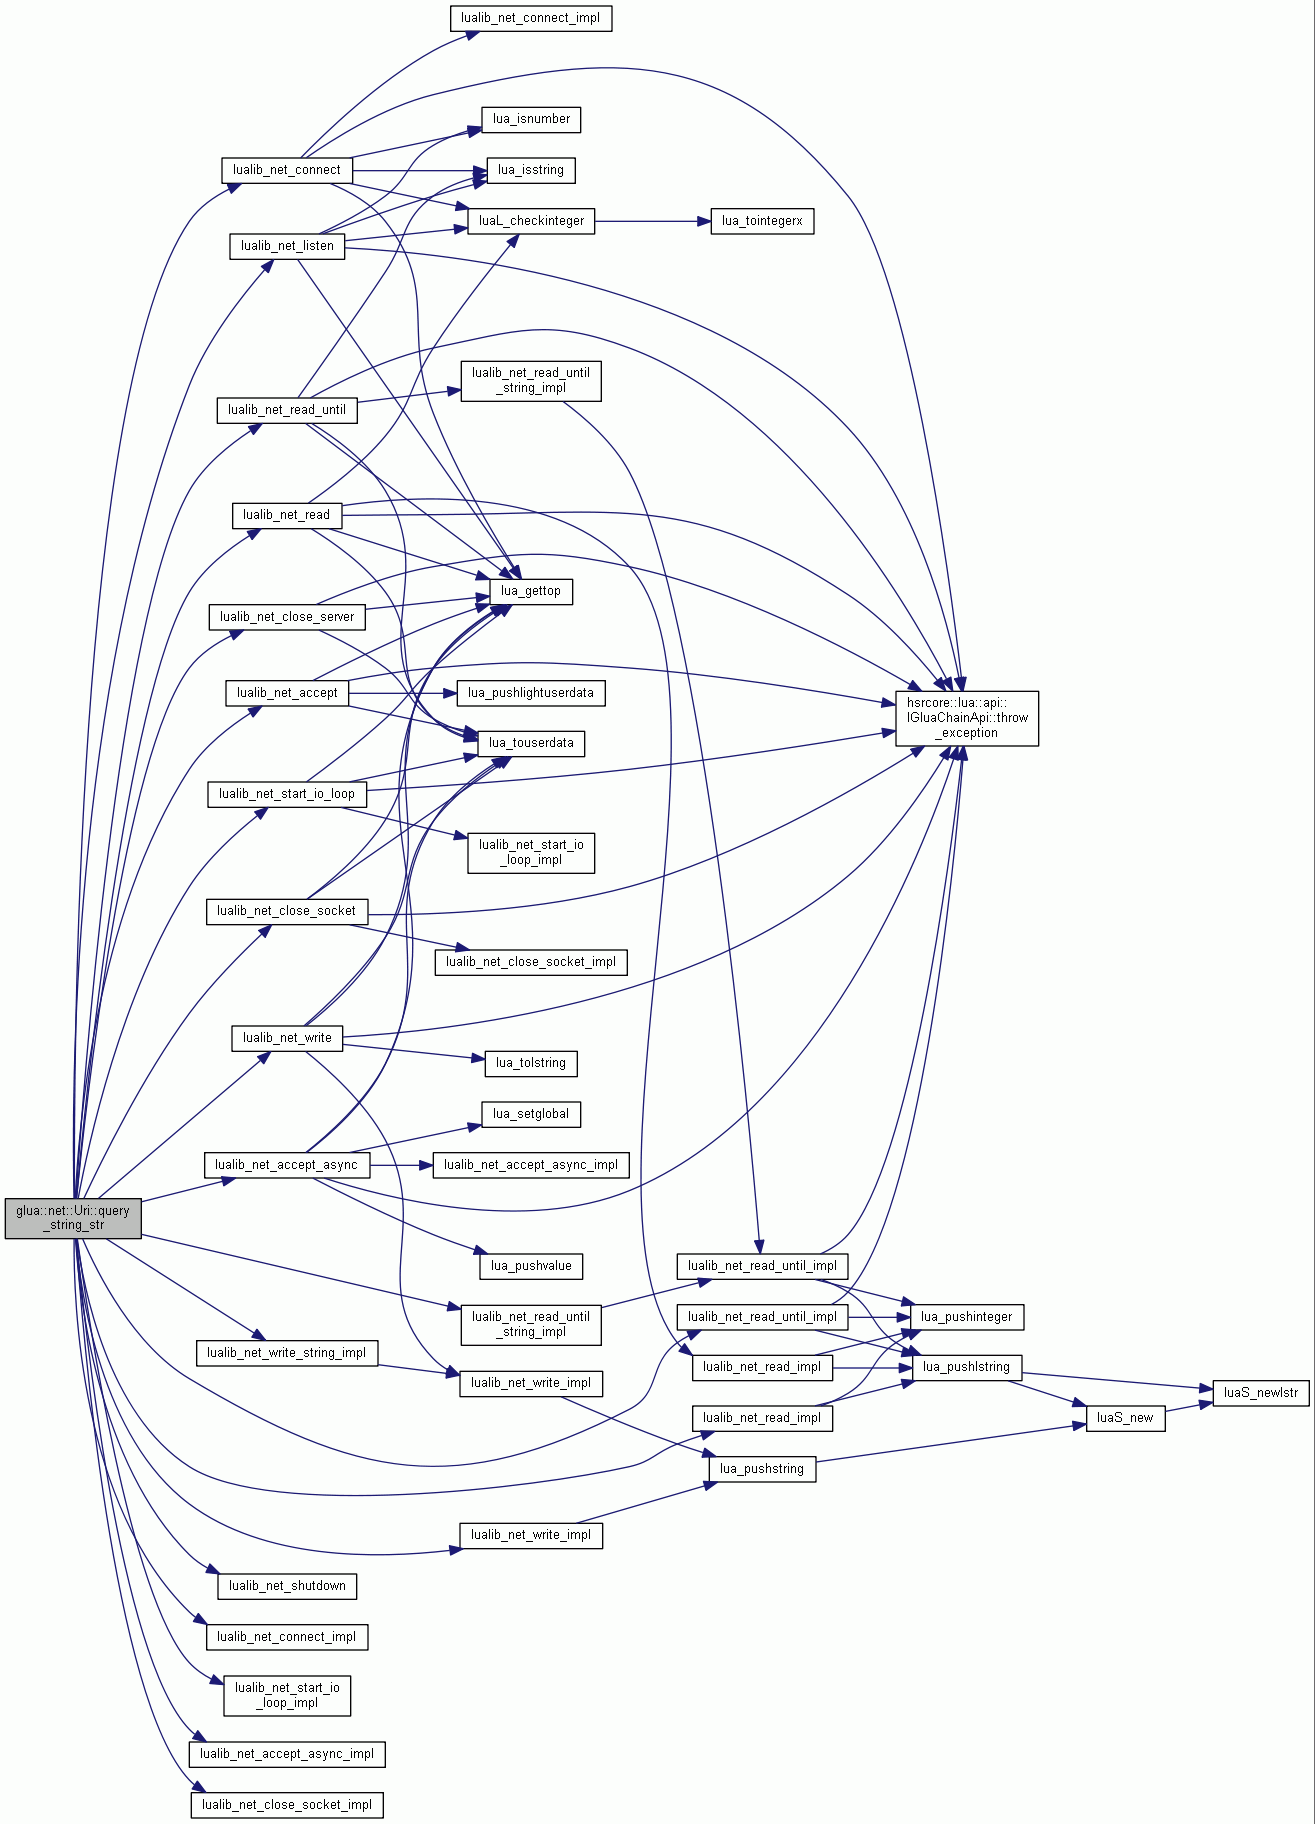 lualib_net_connect_impl
lua_isnumber
lualib_net_connect
lua_isstring
luaL_checkinteger
lua_tointegerx
lualib_net_listen
lualib_net_read_until
_string_impl
lualib_net_read_until
lualib_net_read
lua_gettop
lualib_net_close_server
lualib_net_accept
lua_pushlightuserdata
hsrcore::lua::api::
IGluaChainApi::throw
_exception
lua_touserdata
lualib_net_start_io_loop
lualib_net_start_io
_loop_impl
lualib_net_close_socket
lualib_net_close_socket_impl
lualib_net_write
lua_tolstring
lua_setglobal
lualib_net_accept_async
lualib_net_accept_async_impl
glua::net::Uri::query
_string_str
lua_pushvalue
lualib_net_read_until_impl
lualib_net_read_until
_string_impl
lualib_net_read_until_impl
lua_pushinteger
lualib_net_write_string_impl
lualib_net_read_impl
lua_pushlstring
lualib_net_write_impl
luaS_newlstr
lualib_net_read_impl
luaS_new
lua_pushstring
lualib_net_write_impl
lualib_net_shutdown
lualib_net_connect_impl
lualib_net_start_io
_loop_impl
lualib_net_accept_async_impl
lualib_net_close_socket_impl